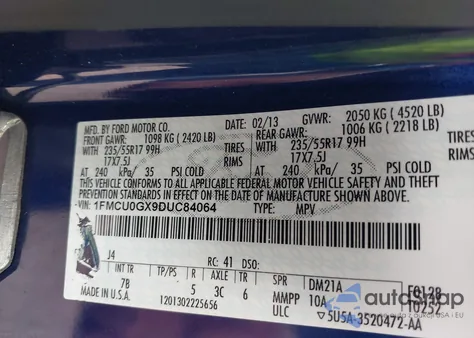 MFD. BY FORD MOTOR CO.
DATE: 02/13 GVWR: 2050 KG ( 4520 LB)
FRONT GAWR: 1098 KG ( 2420 LB) REAR GAWR: 1006 KG ( 2218 LB)
WITH 235/55R17 99H TIRES WITH 235/55R17 99H TIRES
17X7.5J RIMS 17X7.5J RIMS
AT 240 kPa/ 35 PSI COLD AT 240 kPa/ 35 PSI COLD
THIS VEHICLE CONFORMS TO ALL APPLICABLE FEDERAL MOTOR VEHICLE SAFETY AND THEFT
PREVENTION STANDARDS IN EFFECT ON THE DATE OF MANUFACTURE SHOWN ABOVE.
VIN: 1FMCU0GX9DUC84064 TYPE: MPV
F0128
10252
J4 RC: 41 DSO:
INT TR TP/PS R AXLE TR SPR DM21A
7B 5 3C 6 MMPP 10A
MADE IN U.S.A. 1201302225656 ULC
5U5A-3520472-AA
autoSnap